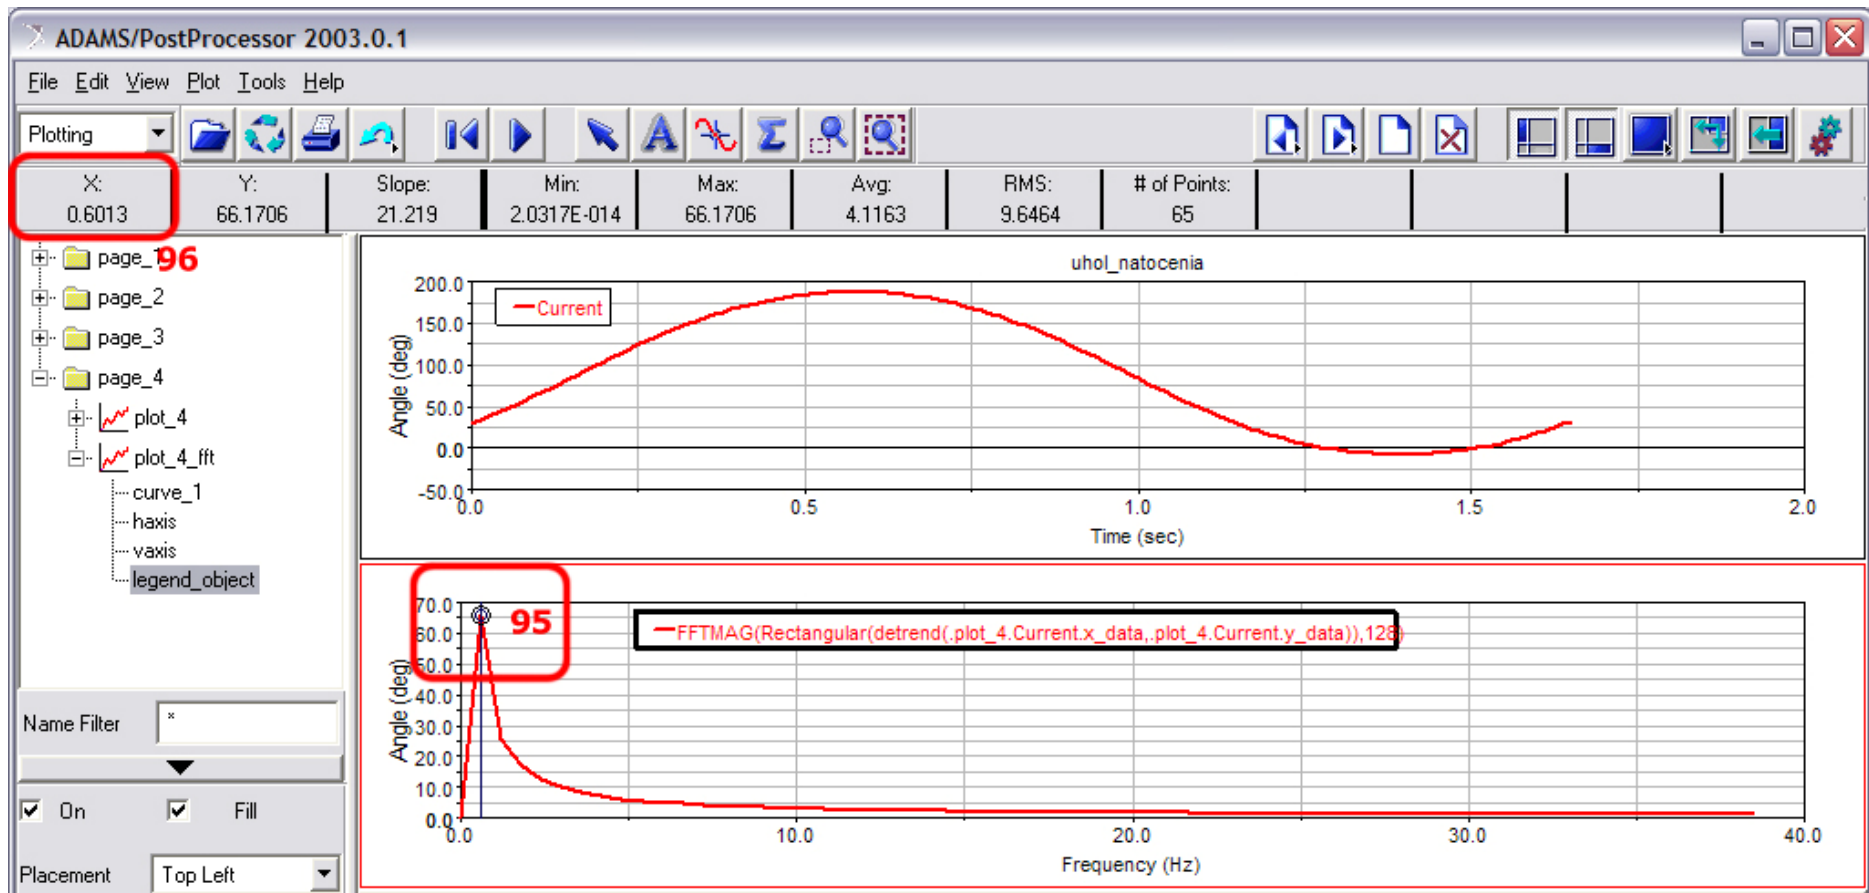 ADAMS/PostProcessor 2003.0.1
File Edit View Plot Tools Help
Plotting
X: Y: Slope: Min: Max: Avg: RMS: # of Points:
0.6013 66.1706 21.219 2.0317E-014 66.1706 4.1163 9.6464 65
96
page_1
page_2
page_3
page_4
plot_4
plot_4_fft
curve_1
haxis
vaxis
legend_object
Name Filter *
On Fill
Placement Top Left
uhol_natocenia
Current
Angle (deg)
200.0
150.0
100.0
50.0
0.0
-50.0
0.0 0.5 1.0 1.5 2.0
Time (sec)
95
FFTMAG(Rectangular(detrend(.plot_4.Current.x_data,.plot_4.Current.y_data)),128)
Angle (deg)
70.0
60.0
50.0
40.0
30.0
20.0
10.0
0.0
0.0 10.0 20.0 30.0 40.0
Frequency (Hz)